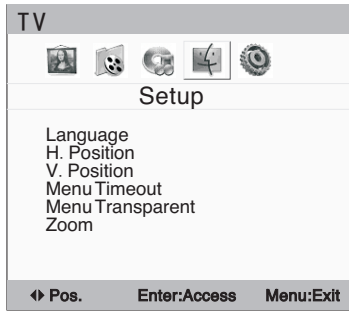 TV
Setup
Language
H. Position
V. Position
Menu Timeout
Menu Transparent
Zoom
Pos. Enter:Access Menu:Exit